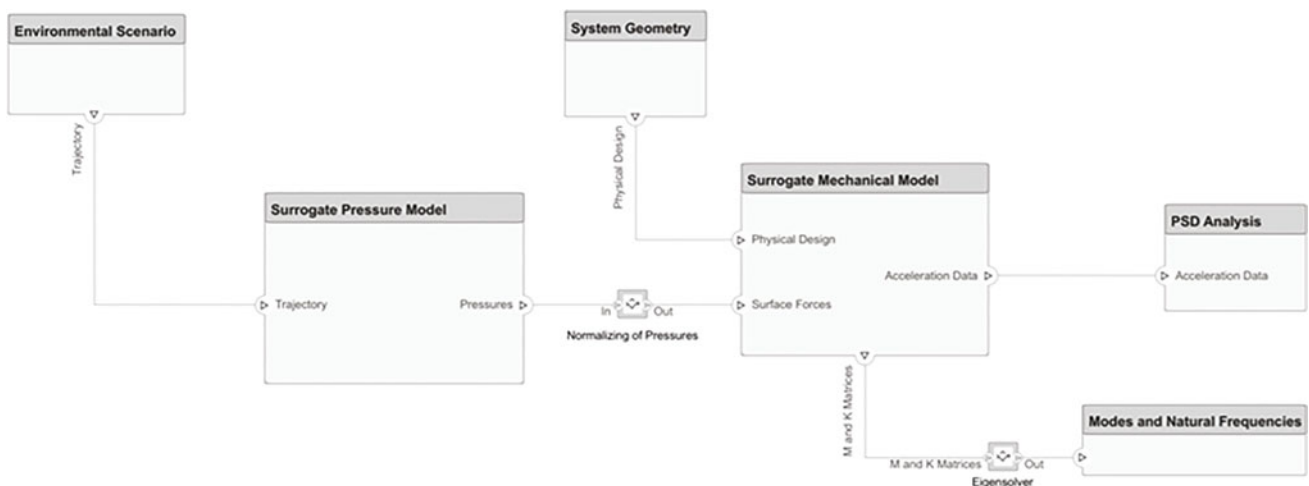 Environmental Scenario
Trajectory
System Geometry
Physical Design
Surrogate Pressure Model
Trajectory
Pressures
In
Out
Normalizing of Pressures
Surrogate Mechanical Model
Physical Design
Surface Forces
Acceleration Data
M and K Matrices
PSD Analysis
Acceleration Data
M and K Matrices
Out
Eigensolver
Modes and Natural Frequencies